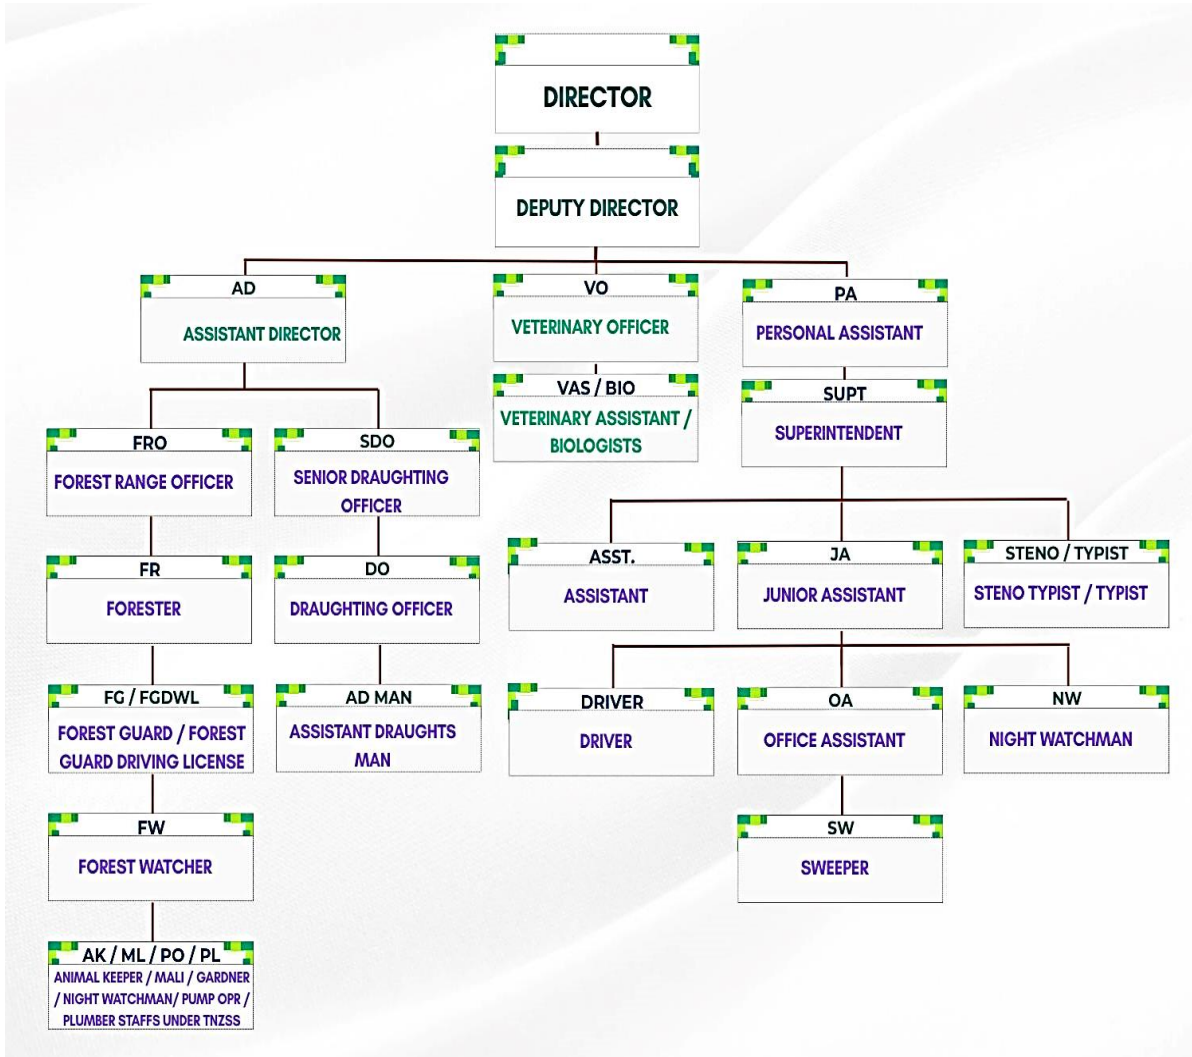 DIRECTOR
DEPUTY DIRECTOR
AD
ASSISTANT DIRECTOR
VO
VETERINARY OFFICER
PA
PERSONAL ASSISTANT
VAS / BIO
VETERINARY ASSISTANT /
BIOLOGISTS
SUPT
SUPERINTENDENT
FRO
FOREST RANGE OFFICER
SDO
SENIOR DRAUGHTING
OFFICER
FR
FORESTER
DO
DRAUGHTING OFFICER
ASST.
ASSISTANT
JA
JUNIOR ASSISTANT
STENO / TYPIST
STENO TYPIST / TYPIST
FG / FGDWL
FOREST GUARD / FOREST
GUARD DRIVING LICENSE
AD MAN
ASSISTANT DRAUGHTS
MAN
DRIVER
DRIVER
OA
OFFICE ASSISTANT
NW
NIGHT WATCHMAN
FW
FOREST WATCHER
SW
SWEEPER
AK / ML / PO / PL
ANIMAL KEEPER / MALI / GARDNER
/ NIGHT WATCHMAN/ PUMP OPR /
PLUMBER STAFFS UNDER TNZSS